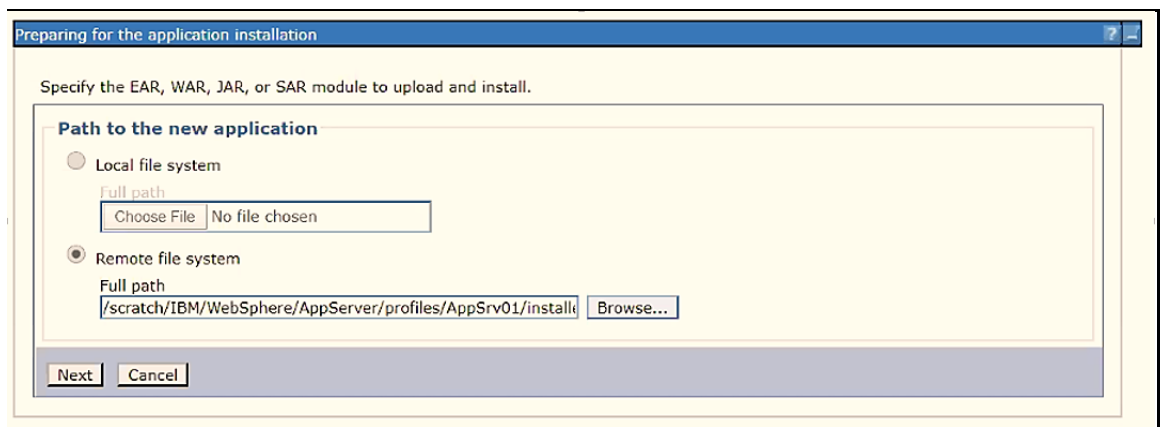 Preparing for the application installation ? _
Specify the EAR, WAR, JAR, or SAR module to upload and install.
Path to the new application
Local file system
Full path
Choose File No file chosen
Remote file system
Full path
/scratch/IBM/WebSphere/AppServer/profiles/AppSrv01/install Browse...
Next Cancel